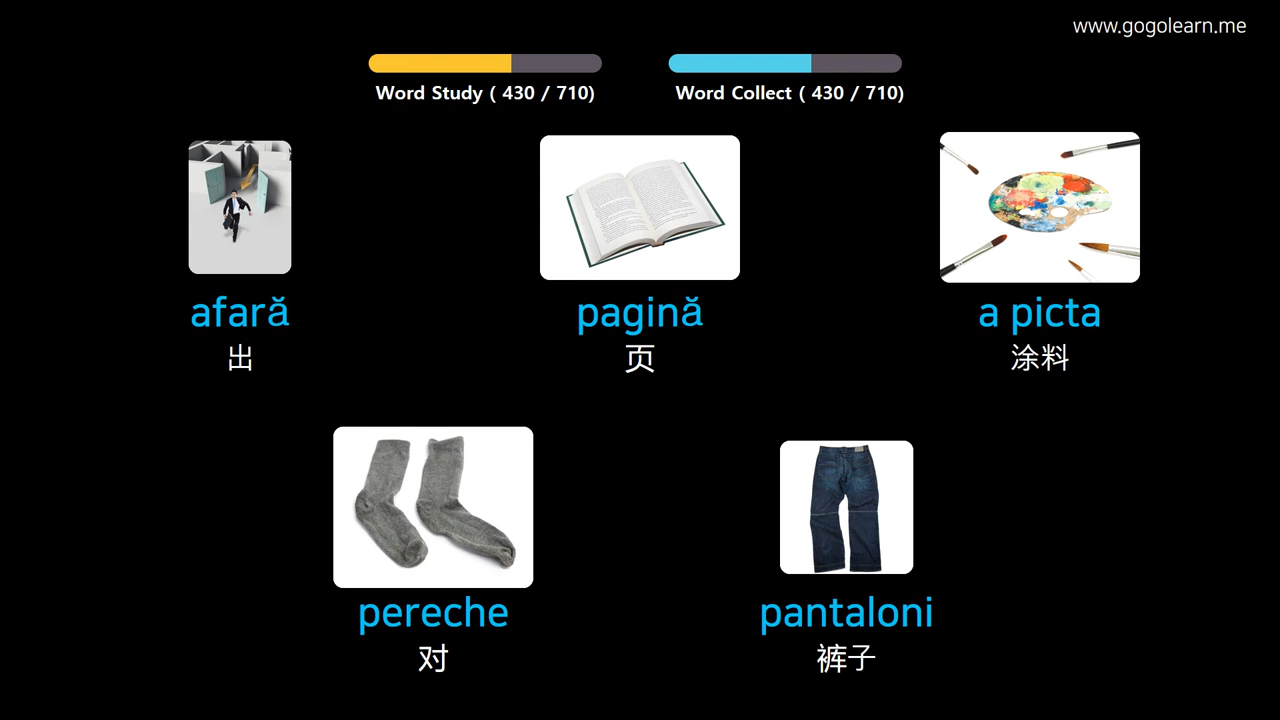 www.gogolearn.me
Word Study ( 430 / 710)
Word Collect ( 430 / 710)
afară
出
pagină
页
a picta
涂料
pereche
对
pantaloni
裤子